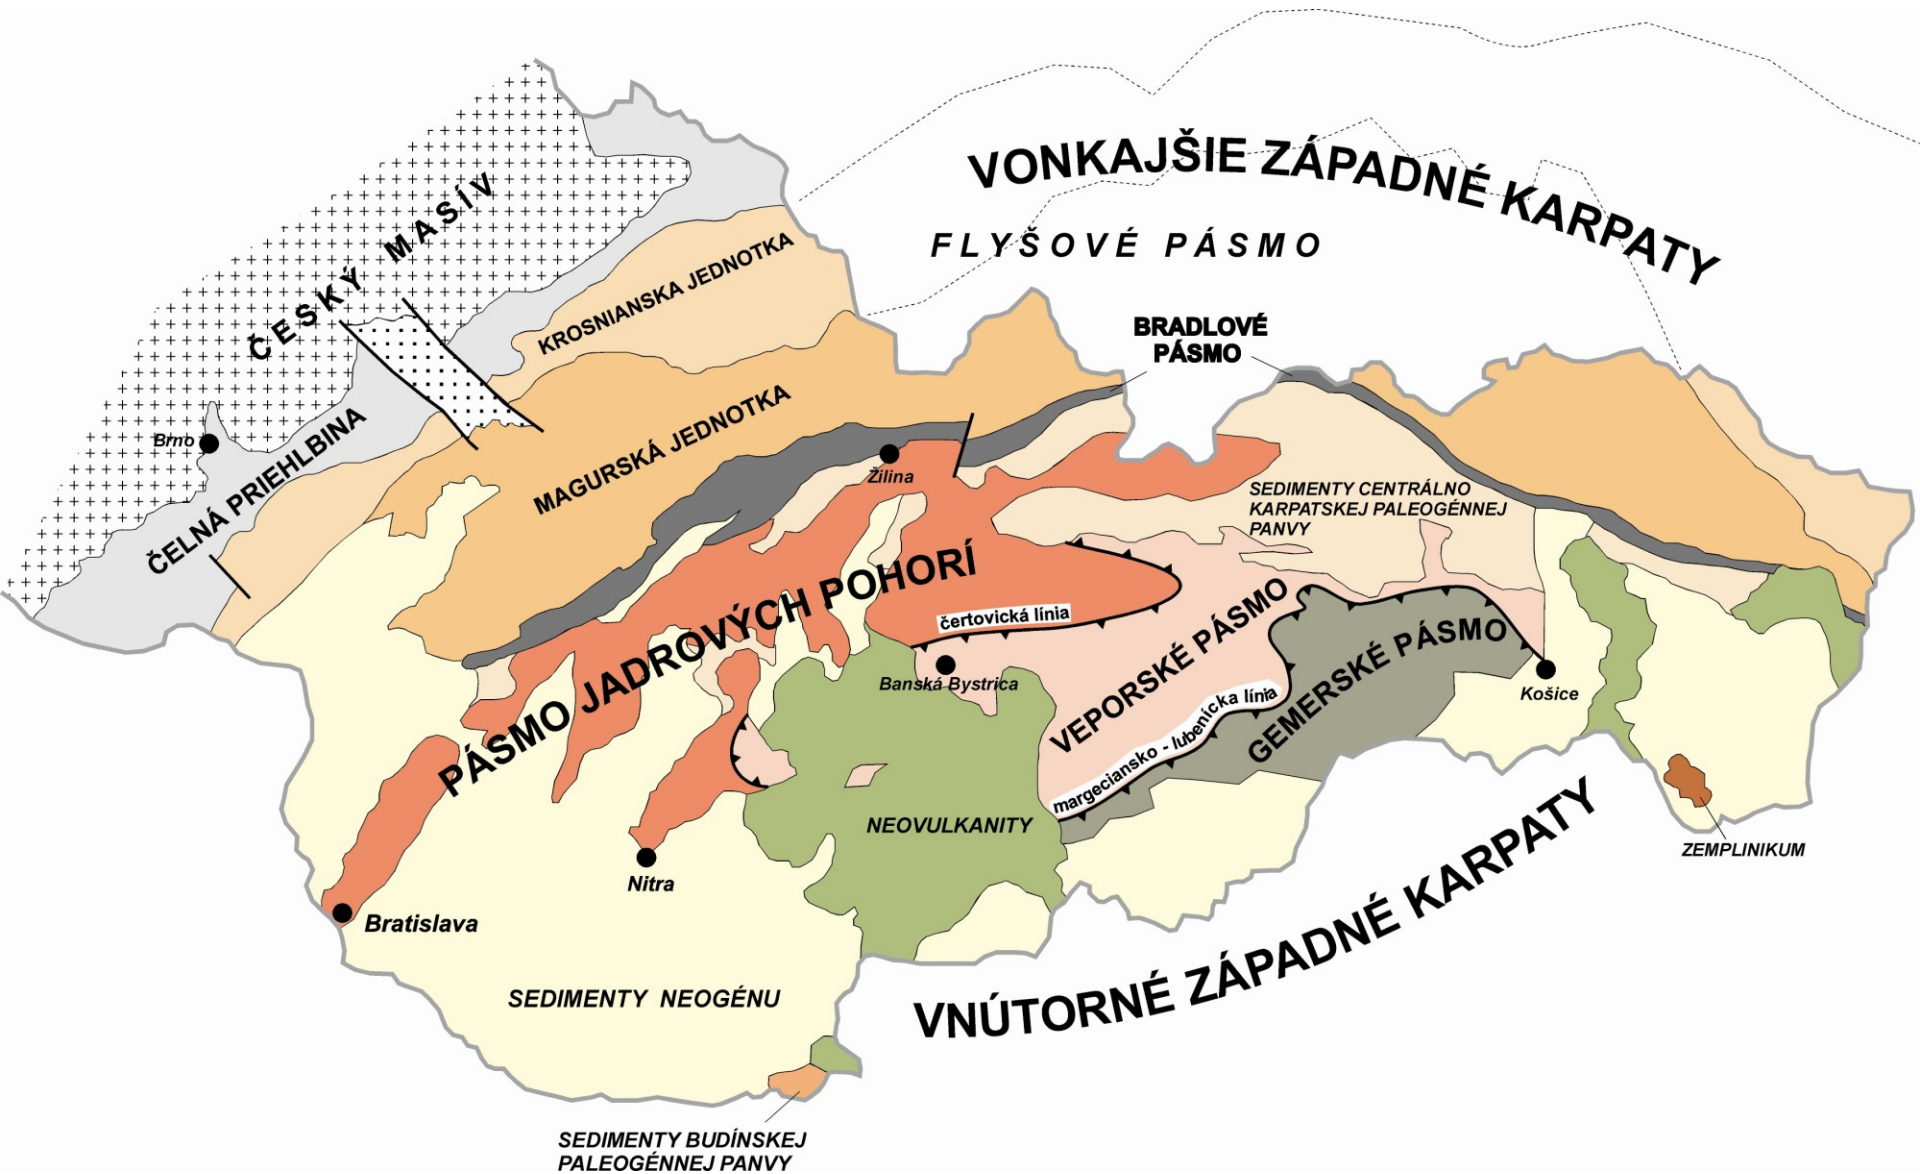 VONKAJŠIE ZÁPADNÉ KARPATY
FLYŠOVÉ PÁSMO
ČESKÝ MASÍV
KROSNIANSKA JEDNOTKA
BRADLOVÉ
PÁSMO
MAGURSKÁ JEDNOTKA
Brno
ČELNÁ PRIEHLBINA
Žilina
SEDIMENTY CENTRÁLNO
KARPATSKEJ PALEOGÉNNEJ
PANVY
PÁSMO JADROVÝCH POHORÍ
čertovická línia
VEPORSKÉ PÁSMO
GEMERSKÉ PÁSMO
Banská Bystrica
Košice
margeciansko - lubenícka línia
NEOVULKANITY
ZEMPLINIKUM
Nitra
Bratislava
VNÚTORNÉ ZÁPADNÉ KARPATY
SEDIMENTY NEOGÉNU
SEDIMENTY BUDÍNSKEJ
PALEOGÉNNEJ PANVY